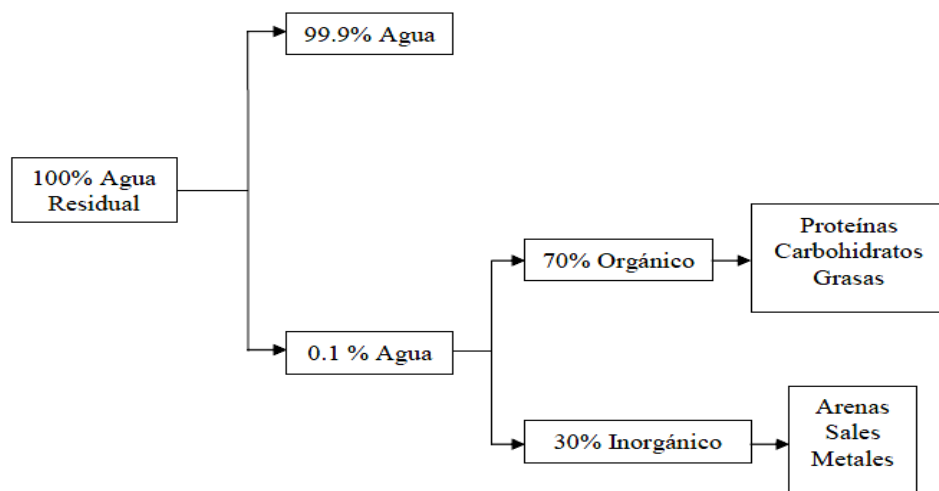 99.9% Agua
100% Agua
Residual
Proteínas
Carbohidratos
Grasas
70% Orgánico
0.1 % Agua
Arenas
Sales
Metales
30% Inorgánico